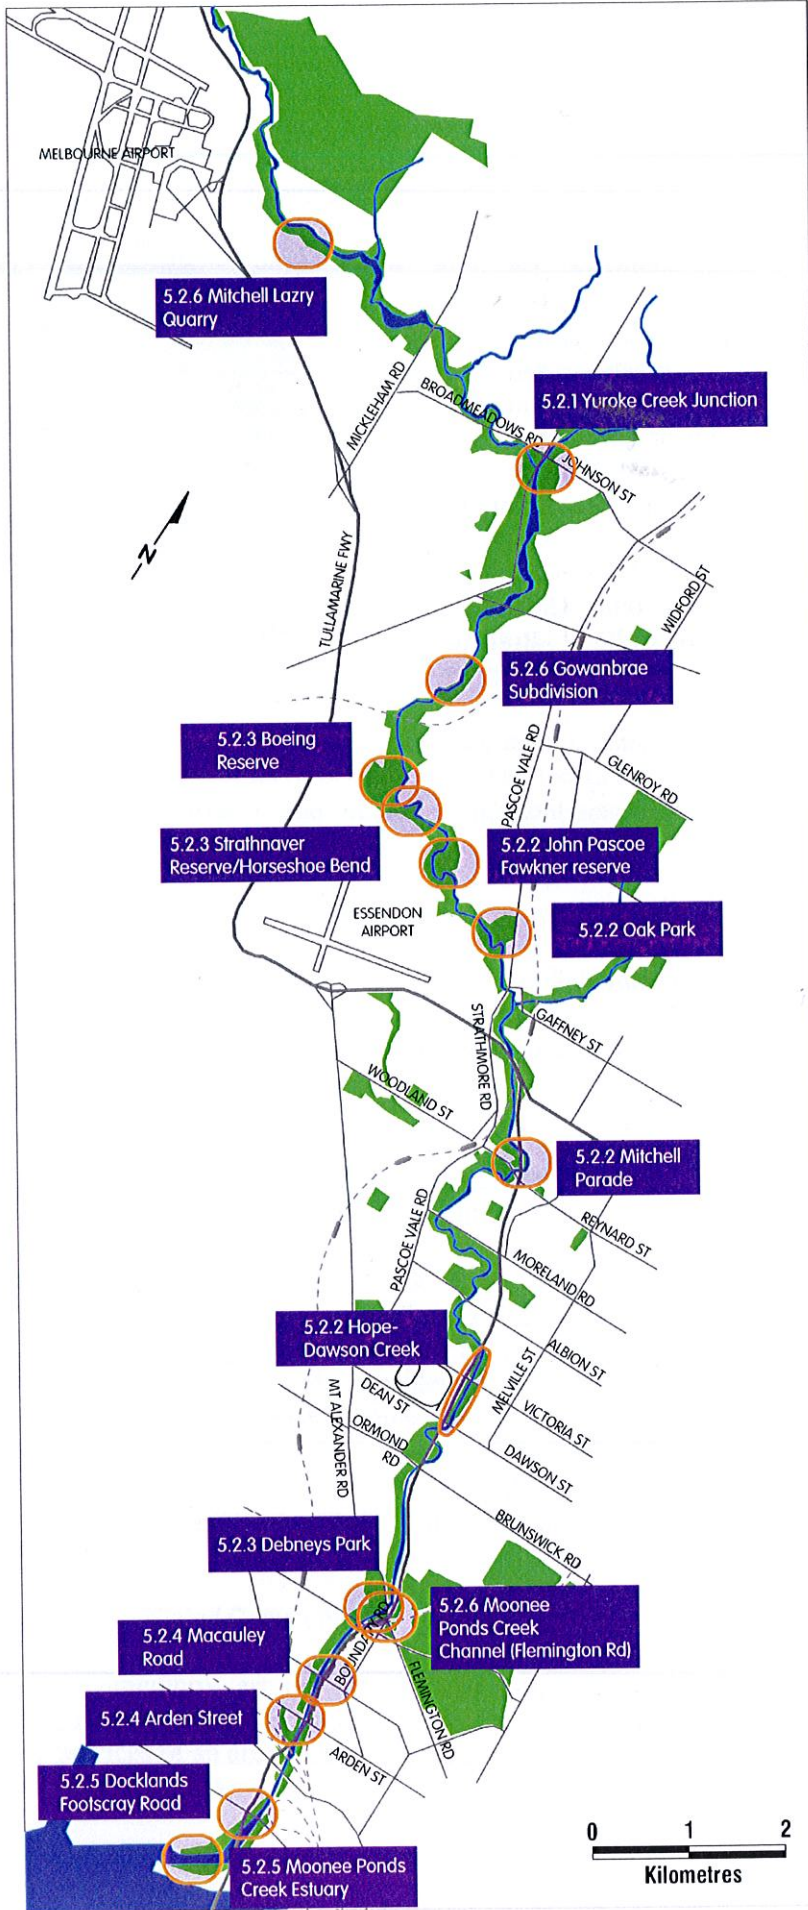 MELBOURNE AIRPORT
5.2.6 Mitchell Lazry
Quarry
MICKLEHAM RD
BROADMEADOWS RD
5.2.1 Yuroke Creek Junction
JOHNSON ST
N
TULLAMARINE FWY
WIDFORD ST
5.2.6 Gowanbrae
Subdivision
5.2.3 Boeing
Reserve
PASCOE VALE RD
GLENROY RD
5.2.3 Strathnaver
Reserve/Horseshoe Bend
5.2.2 John Pascoe
Fawkner reserve
ESSENDON
AIRPORT
5.2.2 Oak Park
STRATHMORE RD
GAFFNEY ST
WOODLAND ST
5.2.2 Mitchell
Parade
PASCOE VALE RD
REYNARD ST
MORELAND RD
5.2.2 Hope-
Dawson Creek
ALBION ST
MELVILLE ST
DEAN ST
MT ALEXANDER RD
VICTORIA ST
ORMOND
RD
DAWSON ST
BRUNSWICK RD
5.2.3 Debneys Park
5.2.6 Moonee
Ponds Creek
Channel (Flemington Rd)
5.2.4 Macauley
Road
BOUNDARY RD
FLEMINGTON RD
5.2.4 Arden Street
ARDEN ST
5.2.5 Docklands
Footscray Road
5.2.5 Moonee Ponds
Creek Estuary
0 1 2
Kilometres